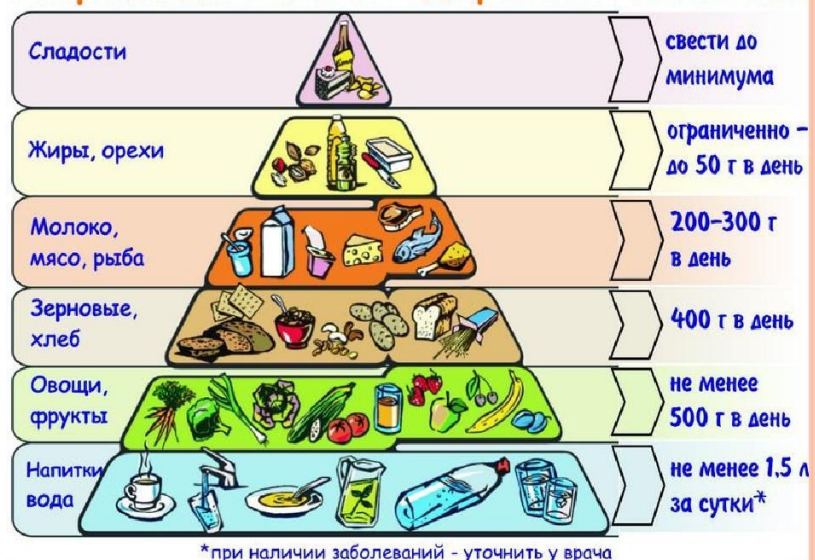 Сладости
свести до
минимума
Жиры, орехи
ограниченно –
до 50 г в день
Молоко,
мясо, рыба
200–300 г
в день
Зерновые,
хлеб
400 г в день
Овощи,
фрукты
не менее
500 г в день
Напитки
вода
не менее 1,5 л
за сутки*
*при наличии заболеваний - уточнить у врача